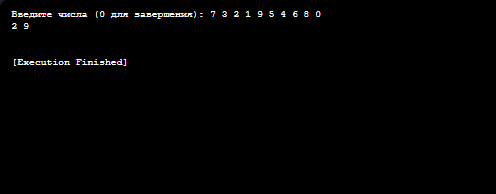 Введите числа (0 для завершения): 7 3 2 1 9 5 4 6 8 0
2 9
[Execution Finished]